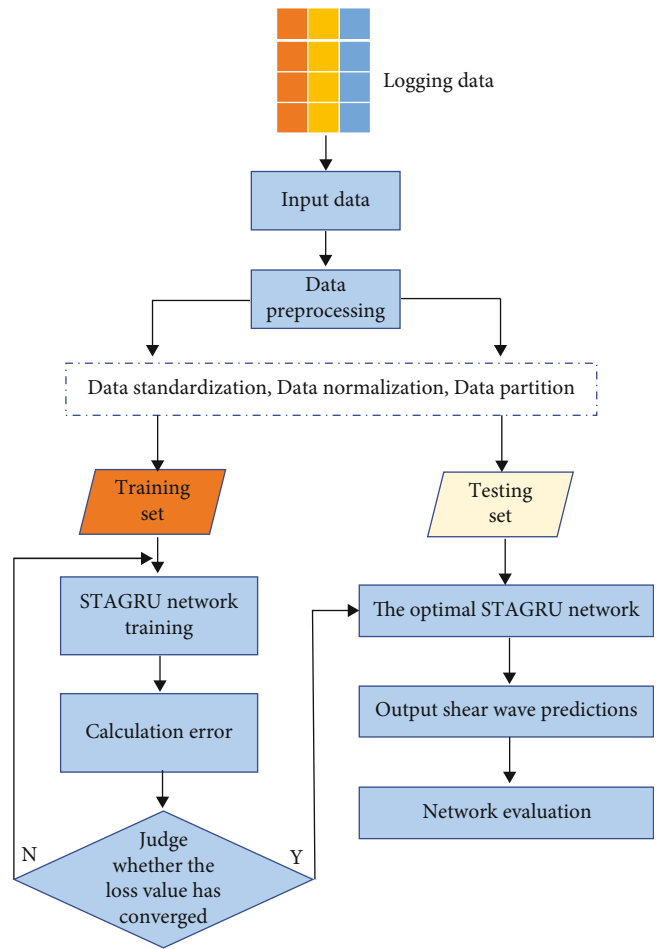 Logging data
Input data
Data
preprocessing
Data standardization, Data normalization, Data partition
Training
set
Testing
set
STAGRU network
training
The optimal STAGRU network
Calculation error
Output shear wave predictions
Network evaluation
N
Judge
whether the
loss value has
converged
Y